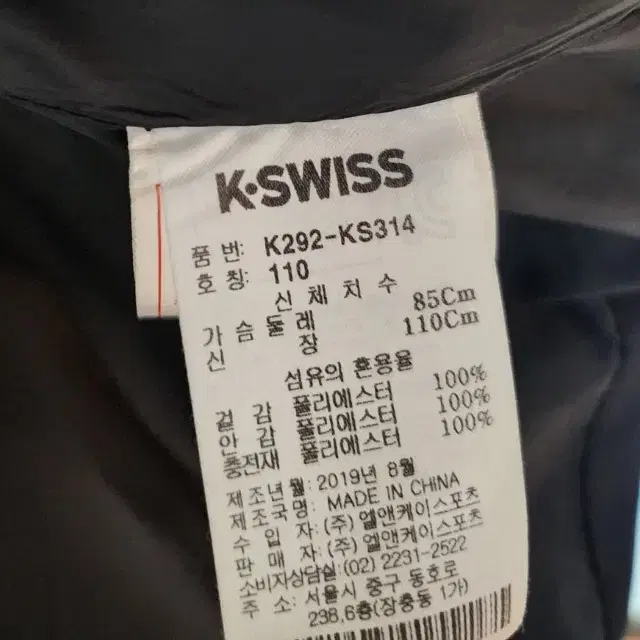 K·SWISS
품 번: K292-KS314
호 칭: 110
신 체 치 수
가 슴 둘 레 85Cm
신 장 110Cm
섬유의 혼용율
겉 감 폴리에스터 100%
안 감 폴리에스터 100%
충전재 폴리에스터 100%
제 조 년 월: 2019년 8월
제 조 국 명: MADE IN CHINA
수 입 자: (주) 엘앤케이스포츠
판 매 자: (주) 엘앤케이스포츠
소비자상담실: (02) 2231-2522
주 소: 서울시 중구 동호로
298,6층(장충동 1가)